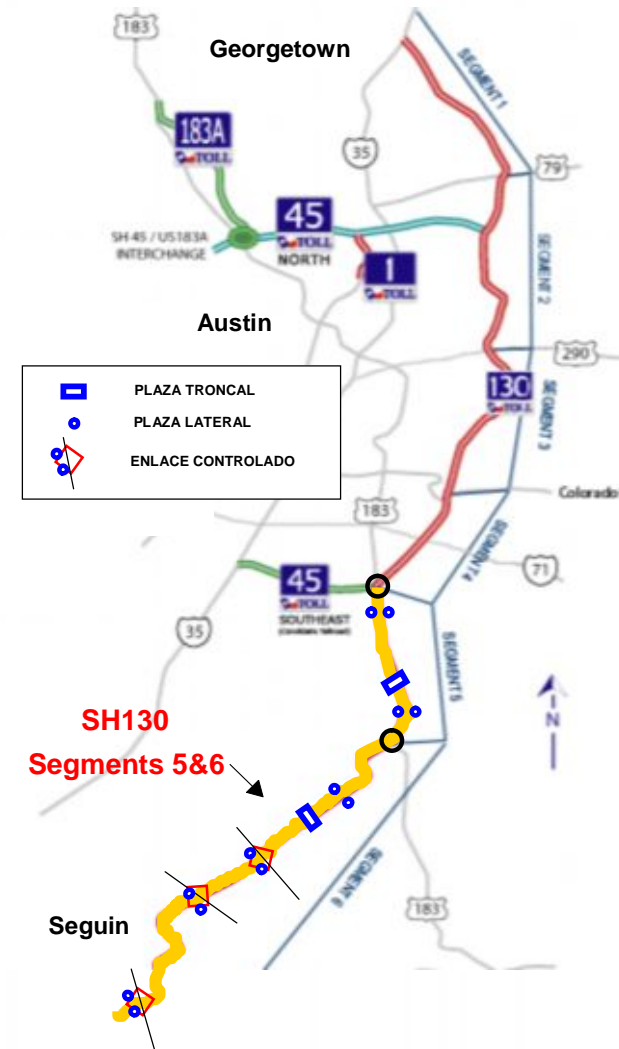 183
Georgetown
SEGMENT 1
183A
TOLL
35
79
45
TOLL
NORTH
SH 45 / US183A
INTERCHANGE
1
TOLL
SEGMENT 2
Austin
290
130
TOLL
SEGMENT 3
PLAZA TRONCAL
PLAZA LATERAL
ENLACE CONTROLADO
Colorado
183
SEGMENT 4
71
45
TOLL
SOUTHEAST
35
SEGMENT 5
N
SH130
Segments 5&6
SEGMENT 6
183
Seguin